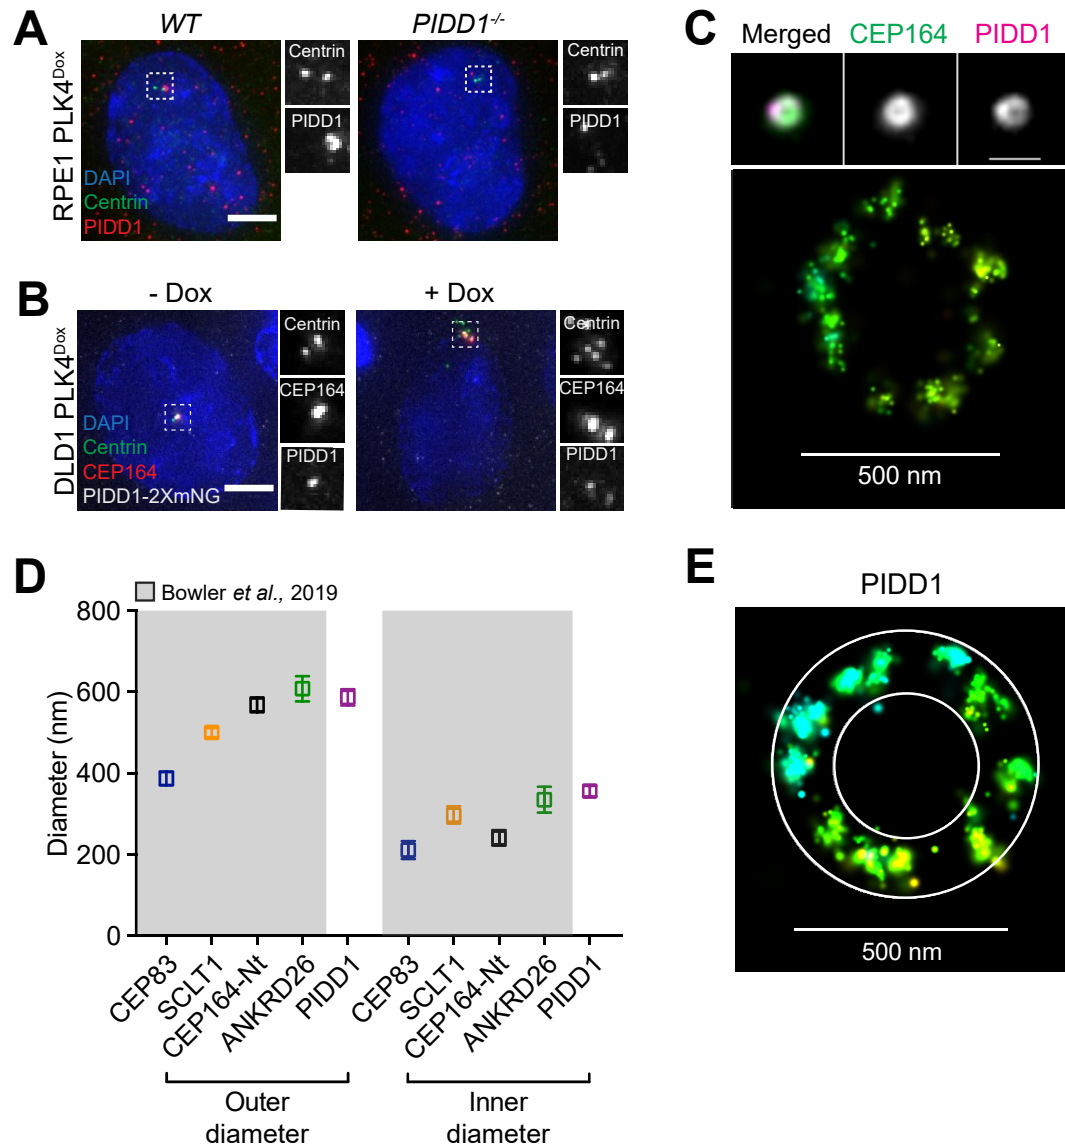 A
WT
PIDD1-/-
RPE1 PLK4Dox
Centrin
PIDD1
DAPI
Centrin
PIDD1
Centrin
PIDD1
B
- Dox
+ Dox
DLD1 PLK4Dox
Centrin
CEP164
PIDD1
DAPI
Centrin
CEP164
PIDD1-2XmNG
Centrin
CEP164
PIDD1
C
Merged CEP164 PIDD1
500 nm
D
Bowler et al., 2019
Diameter (nm)
800
600
400
200
0
CEP83
SCLT1
CEP164-Nt
ANKRD26
PIDD1
CEP83
SCLT1
CEP164-Nt
ANKRD26
PIDD1
Outer
diameter
Inner
diameter
E
PIDD1
500 nm